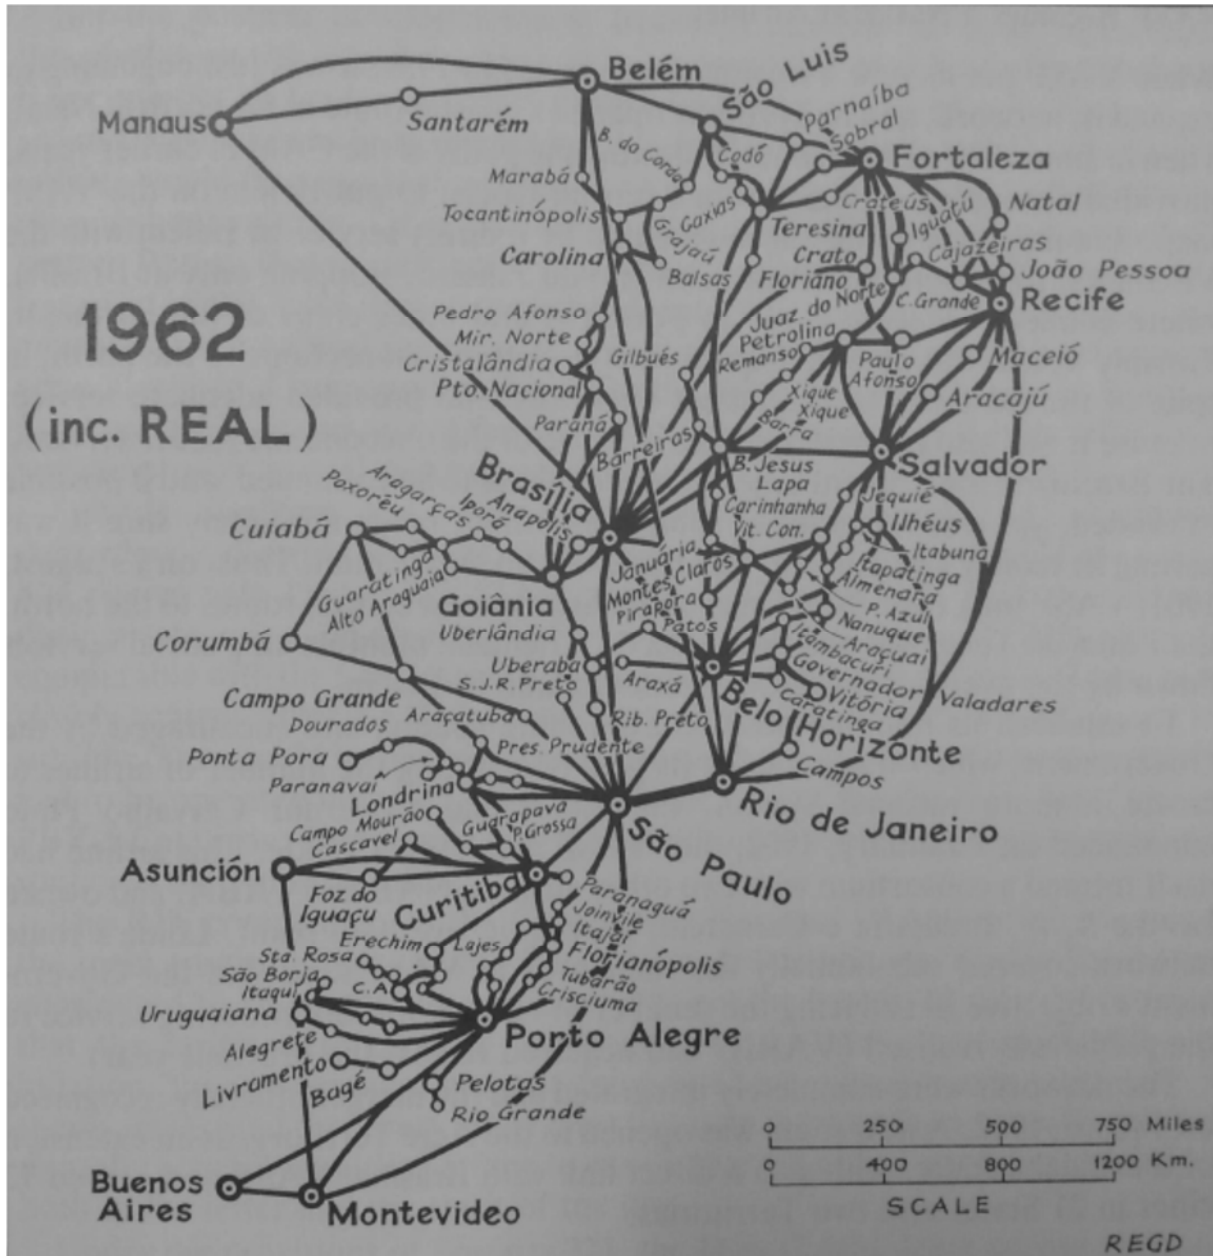 Belém
São Luis
Manaus
Santarém
Parnaíba
Sobral
B. do Corda
Codó
Fortaleza
Marabá
Caxias
Crateús
Iguatú
Natal
Tocantinópolis
Grajaú
Teresina
Cajazeiras
Carolina
Balsas
Floriano
Crato
João Pessoa
Juaz do Norte
C. Grande
Recife
1962
Pedro Afonso
Mir. Norte
Cristalândia
Gilbués
Petrolina
Remanso
Paulo
Afonso
Maceió
Pto. Nacional
Xique
Xique
Aracajú
(inc. REAL)
Paraná
Barreiras
Barra
Brasília
B. Jesus
Lapa
Salvador
Aragarças
Poxoréu
Iporá
Anapolis
Carinhanha
Jequié
Cuiabá
Vit. Con.
Ilhéus
Januária
Itabuna
Guaratinga
Alto Araguaia
Montes Claros
Itapatinga
Goiânia
Almenara
Pirapora
P. Azul
Corumbá
Uberlândia
Patos
Nanuque
Araçuai
Uberaba
Itambacuri
S.J.R. Preto
Araxá
Governador Valadares
Campo Grande
Belo Horizonte
Vitória
Caratinga
Dourados
Araçatuba
Rib. Preto
Ponta Pora
Pres. Prudente
Campos
Paranavaí
Londrina
Rio de Janeiro
Campo Mourão
Guarapava
P. Grossa
Cascavel
São Paulo
Asunción
Foz do
Iguaçu
Curitiba
Paranaguá
Joinvile
Itajaí
Erechim
Lajes
Florianópolis
Sta. Rosa
São Borja
C.A.
Tubarão
Itaqui
Crisciuma
Uruguaiana
Porto Alegre
Alegrete
Livramento
Bagé
Pelotas
Rio Grande
0 250 500 750 Miles
0 400 800 1200 Km.
SCALE
Buenos
Aires
Montevideo
REGD